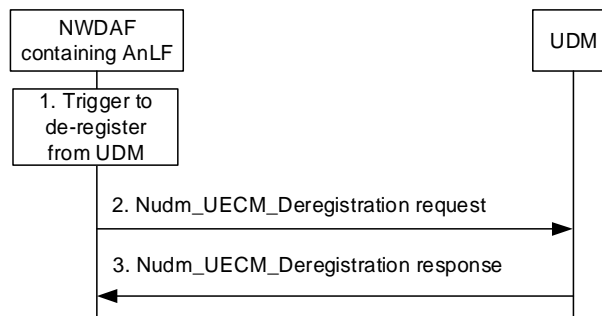 NWDAF
containing AnLF
UDM
1. Trigger to
de-register
from UDM
2. Nudm_UECM_Deregistration request
3. Nudm_UECM_Deregistration response